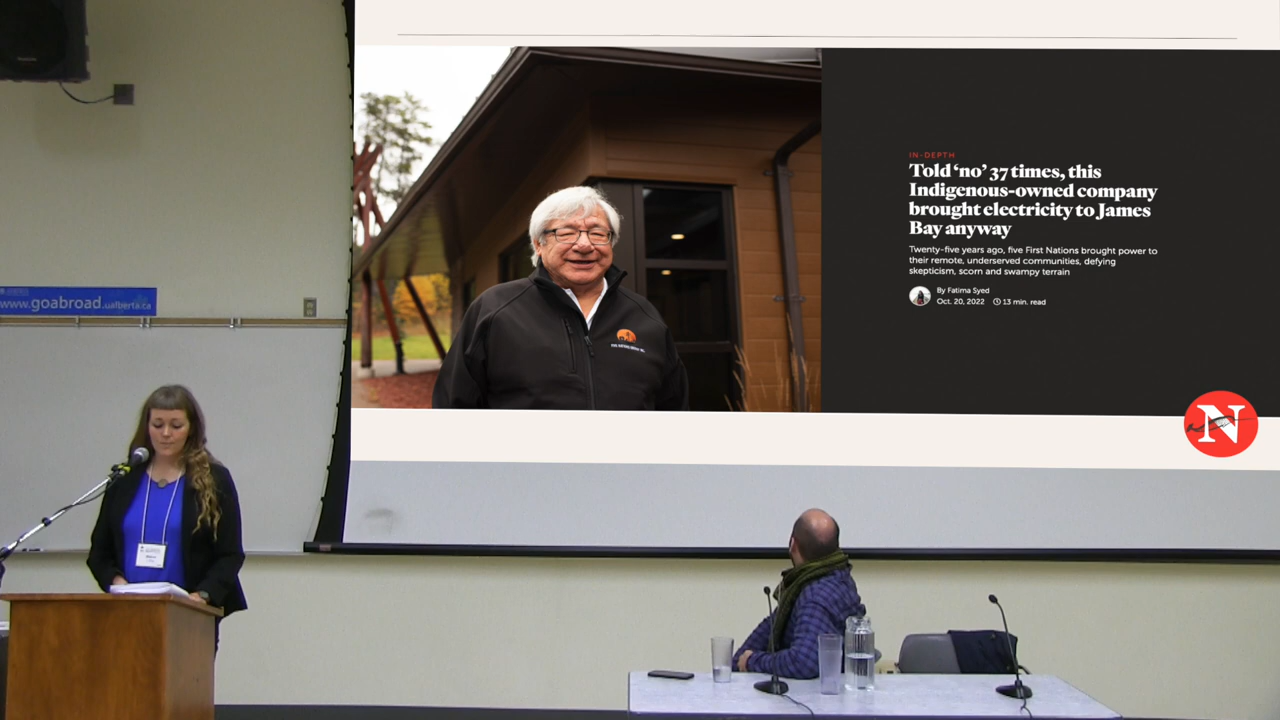 IN-DEPTH
Told ‘no’ 37 times, this
Indigenous-owned company
brought electricity to James
Bay anyway
Twenty-five years ago, five First Nations brought power to
their remote, underserved communities, defying
skepticism, scorn and swampy terrain
By Fatima Syed
Oct. 20, 2022 13 min. read
N
www.goabroad.ualberta.ca